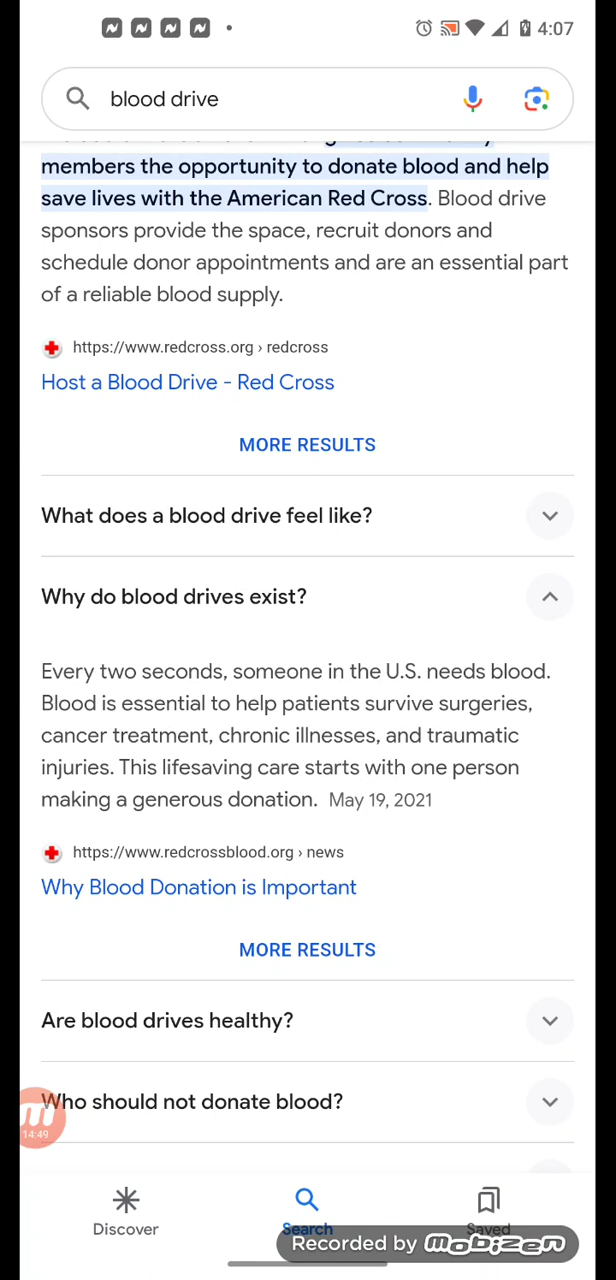 4:07
blood drive
members the opportunity to donate blood and help
save lives with the American Red Cross. Blood drive
sponsors provide the space, recruit donors and
schedule donor appointments and are an essential part
of a reliable blood supply.
https://www.redcross.org › redcross
Host a Blood Drive - Red Cross
MORE RESULTS
What does a blood drive feel like?
Why do blood drives exist?
Every two seconds, someone in the U.S. needs blood.
Blood is essential to help patients survive surgeries,
cancer treatment, chronic illnesses, and traumatic
injuries. This lifesaving care starts with one person
making a generous donation. May 19, 2021
https://www.redcrossblood.org › news
Why Blood Donation is Important
MORE RESULTS
Are blood drives healthy?
Who should not donate blood?
14:49
Discover
Search
Saved
Recorded by mobizen